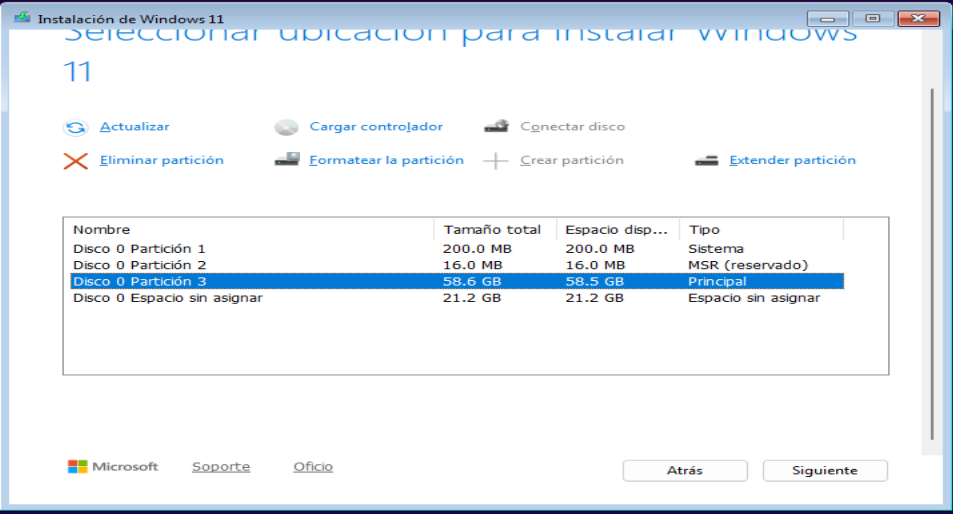 Instalación de Windows 11
Seleccionar ubicación para instalar Windows
11
Actualizar Cargar controlador Conectar disco
Eliminar partición Formatear la partición Crear partición Extender partición
Nombre Tamaño total Espacio disp... Tipo
Disco 0 Partición 1 200.0 MB 200.0 MB Sistema
Disco 0 Partición 2 16.0 MB 16.0 MB MSR (reservado)
Disco 0 Partición 3 58.6 GB 58.5 GB Principal
Disco 0 Espacio sin asignar 21.2 GB 21.2 GB Espacio sin asignar
Microsoft Soporte Oficio Atrás Siguiente